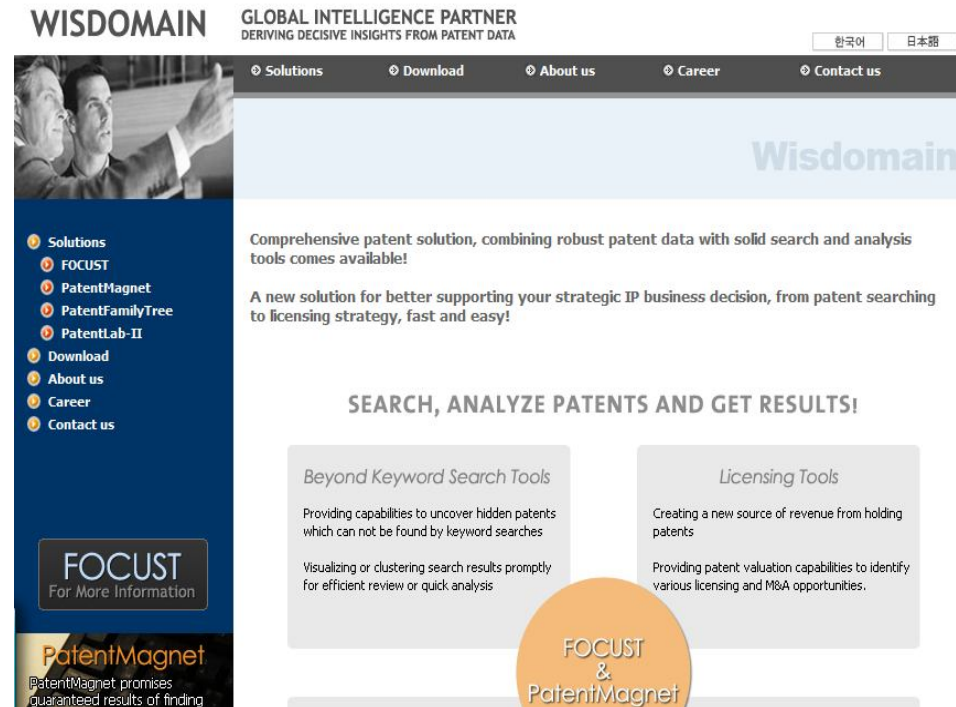 WISDOMAIN
GLOBAL INTELLIGENCE PARTNER
DERIVING DECISIVE INSIGHTS FROM PATENT DATA
한국어
日本語
Solutions
Download
About us
Career
Contact us
Wisdomain
Solutions
FOCUST
PatentMagnet
PatentFamilyTree
PatentLab-II
Download
About us
Career
Contact us
FOCUST
For More Information
PatentMagnet
PatentMagnet promises
guaranteed results of finding
Comprehensive patent solution, combining robust patent data with solid search and analysis
tools comes available!
A new solution for better supporting your strategic IP business decision, from patent searching
to licensing strategy, fast and easy!
SEARCH, ANALYZE PATENTS AND GET RESULTS!
Beyond Keyword Search Tools
Providing capabilities to uncover hidden patents
which can not be found by keyword searches
Visualizing or clustering search results promptly
for efficient review or quick analysis
Licensing Tools
Creating a new source of revenue from holding
patents
Providing patent valuation capabilities to identify
various licensing and M&A opportunities.
FOCUST
&
PatentMagnet